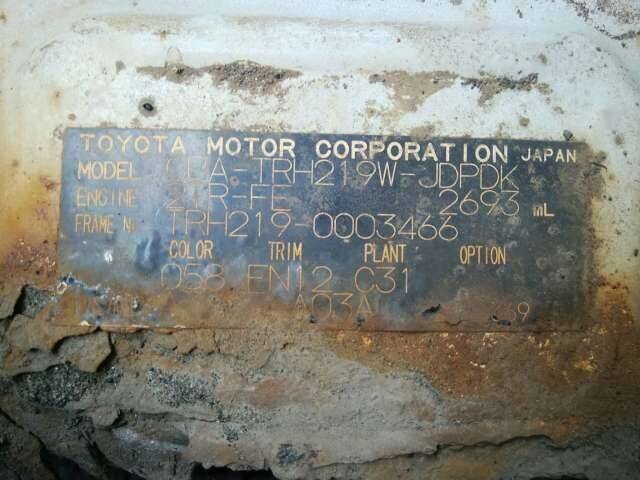 TOYOTA MOTOR CORPORATION JAPAN
MODEL CBA-TRH219W-JDPDK
ENGINE 2TR-FE 2693 ML
FRAME No. TRH219-0003466
COLOR TRIM PLANT OPTION
058 EN12 C31
A03A